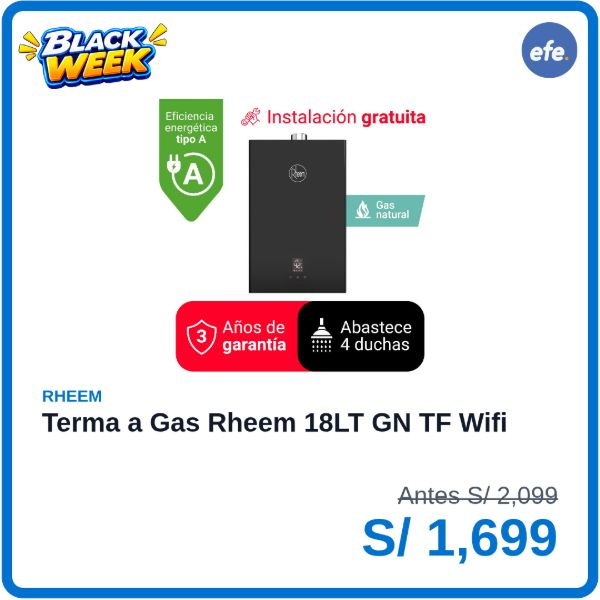 BLACK
WEEK
efe.
Eficiencia
energética
tipo A
A
Instalación gratuita
Rheem
Gas
natural
3
Años de
garantía
Abastece
4 duchas
RHEEM
Terma a Gas Rheem 18LT GN TF Wifi
Antes S/ 2,099
S/ 1,699